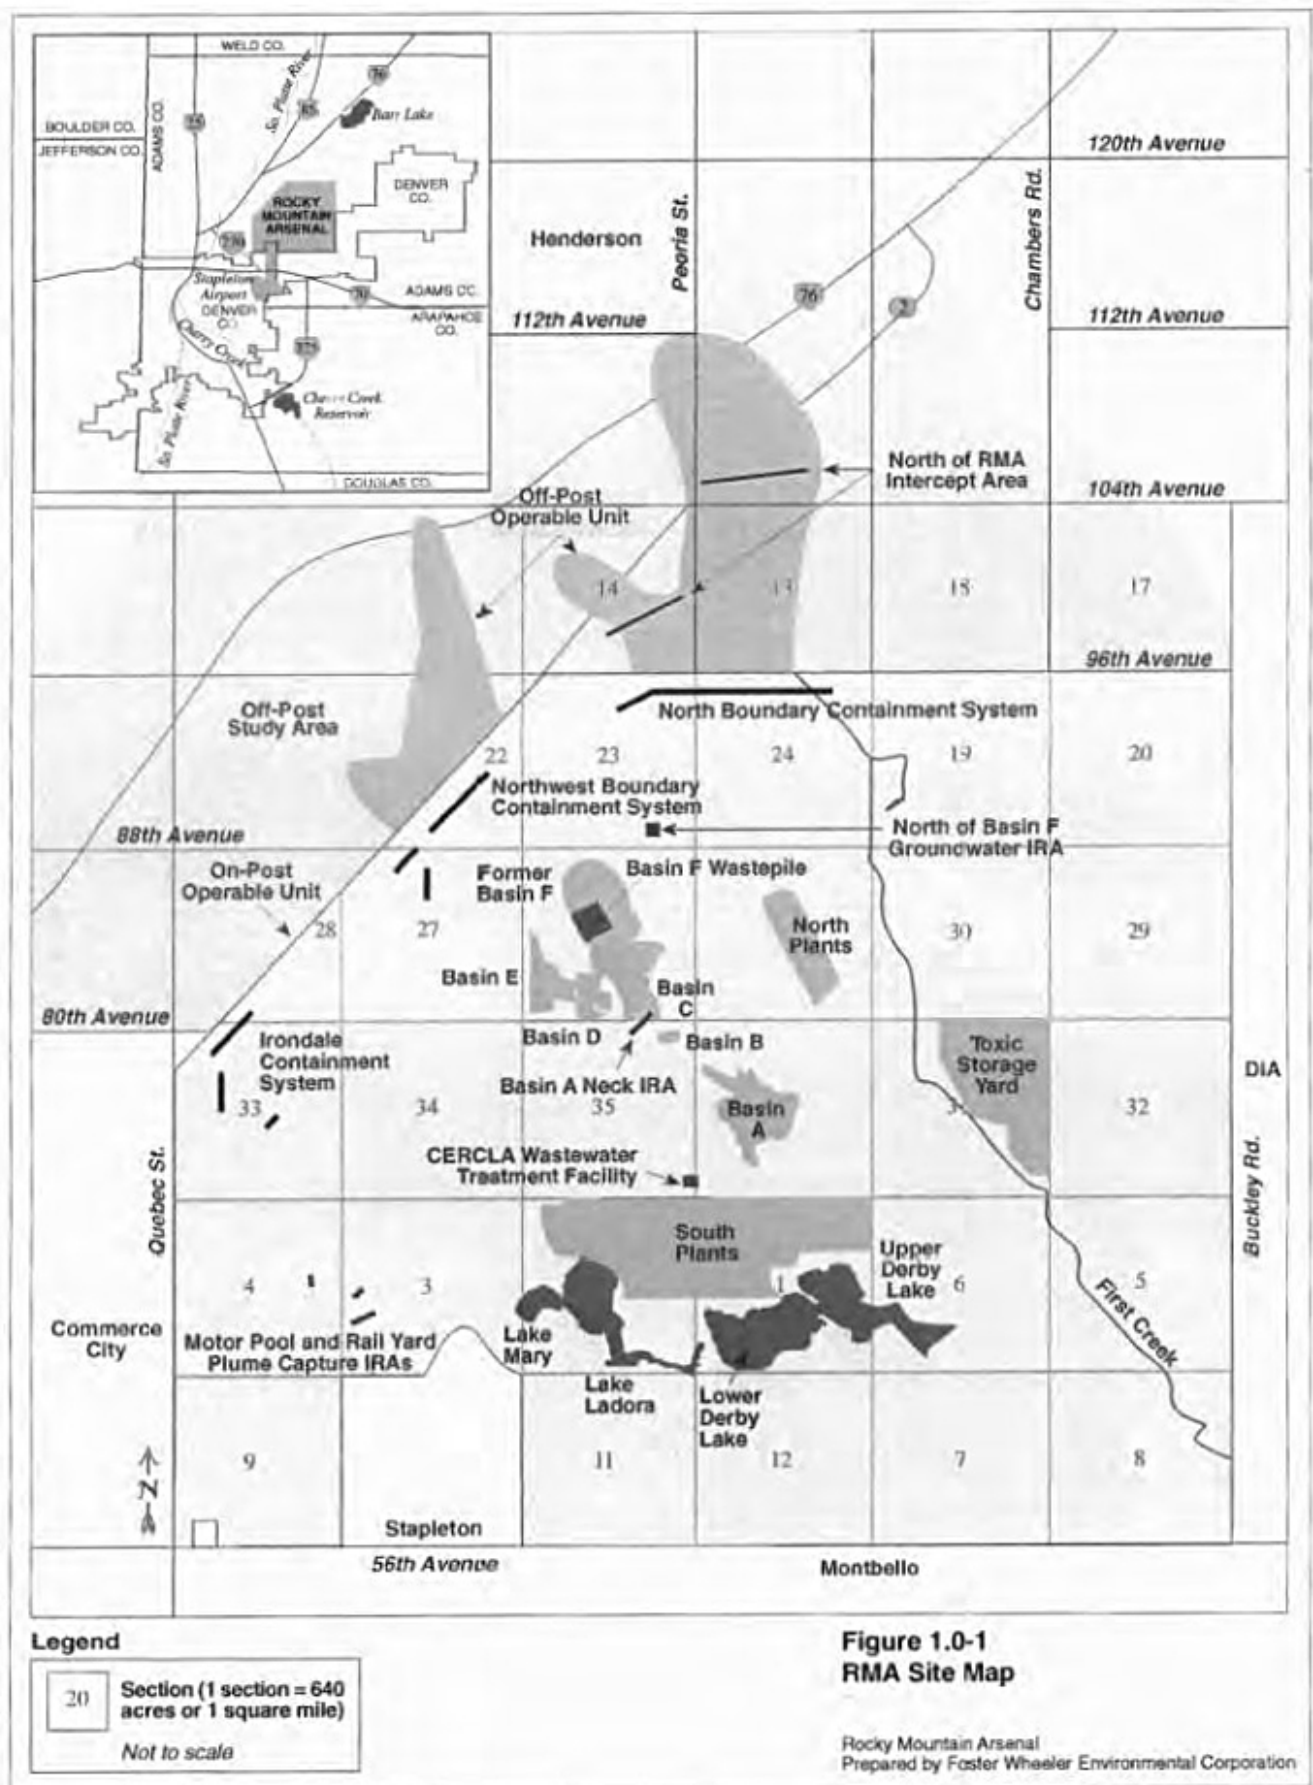 WELD CO.
So. Platte River
76
85
25
Barr Lake
BOULDER CO.
JEFFERSON CO.
ADAMS CO.
DENVER
CO.
ROCKY
MOUNTAIN
ARSENAL
270
Stapleton
Airport
DENVER
CO.
70
ADAMS CO.
ARAPAHOE
CO.
Cherry Creek
225
So. Platte River
Cherry Creek
Reservoir
DOUGLAS CO.
120th Avenue
Peoria St.
Chambers Rd.
Henderson
76
2
112th Avenue
112th Avenue
North of RMA
Intercept Area
104th Avenue
Off-Post
Operable Unit
14
13
18
17
96th Avenue
Off-Post
Study Area
North Boundary Containment System
22
23
24
19
20
Northwest Boundary
Containment System
88th Avenue
North of Basin F
Groundwater IRA
On-Post
Operable Unit
Former
Basin F
Basin F Wastepile
28
27
North
Plants
30
29
Basin E
Basin
C
80th Avenue
Irondale
Containment
System
Basin D
Basin B
Toxic
Storage
Yard
DIA
Basin A Neck IRA
33
34
35
Basin
A
32
CERCLA Wastewater
Treatment Facility
Quebec St.
Buckley Rd.
South
Plants
Upper
Derby
Lake
4
3
1
6
5
First Creek
Commerce
City
Motor Pool and Rail Yard
Plume Capture IRAs
Lake
Mary
Lake
Ladora
Lower
Derby
Lake
N
9
11
12
7
8
Stapleton
56th Avenue
Montbello
Legend
20
Section (1 section = 640
acres or 1 square mile)
Not to scale
Figure 1.0-1
RMA Site Map
Rocky Mountain Arsenal
Prepared by Foster Wheeler Environmental Corporation